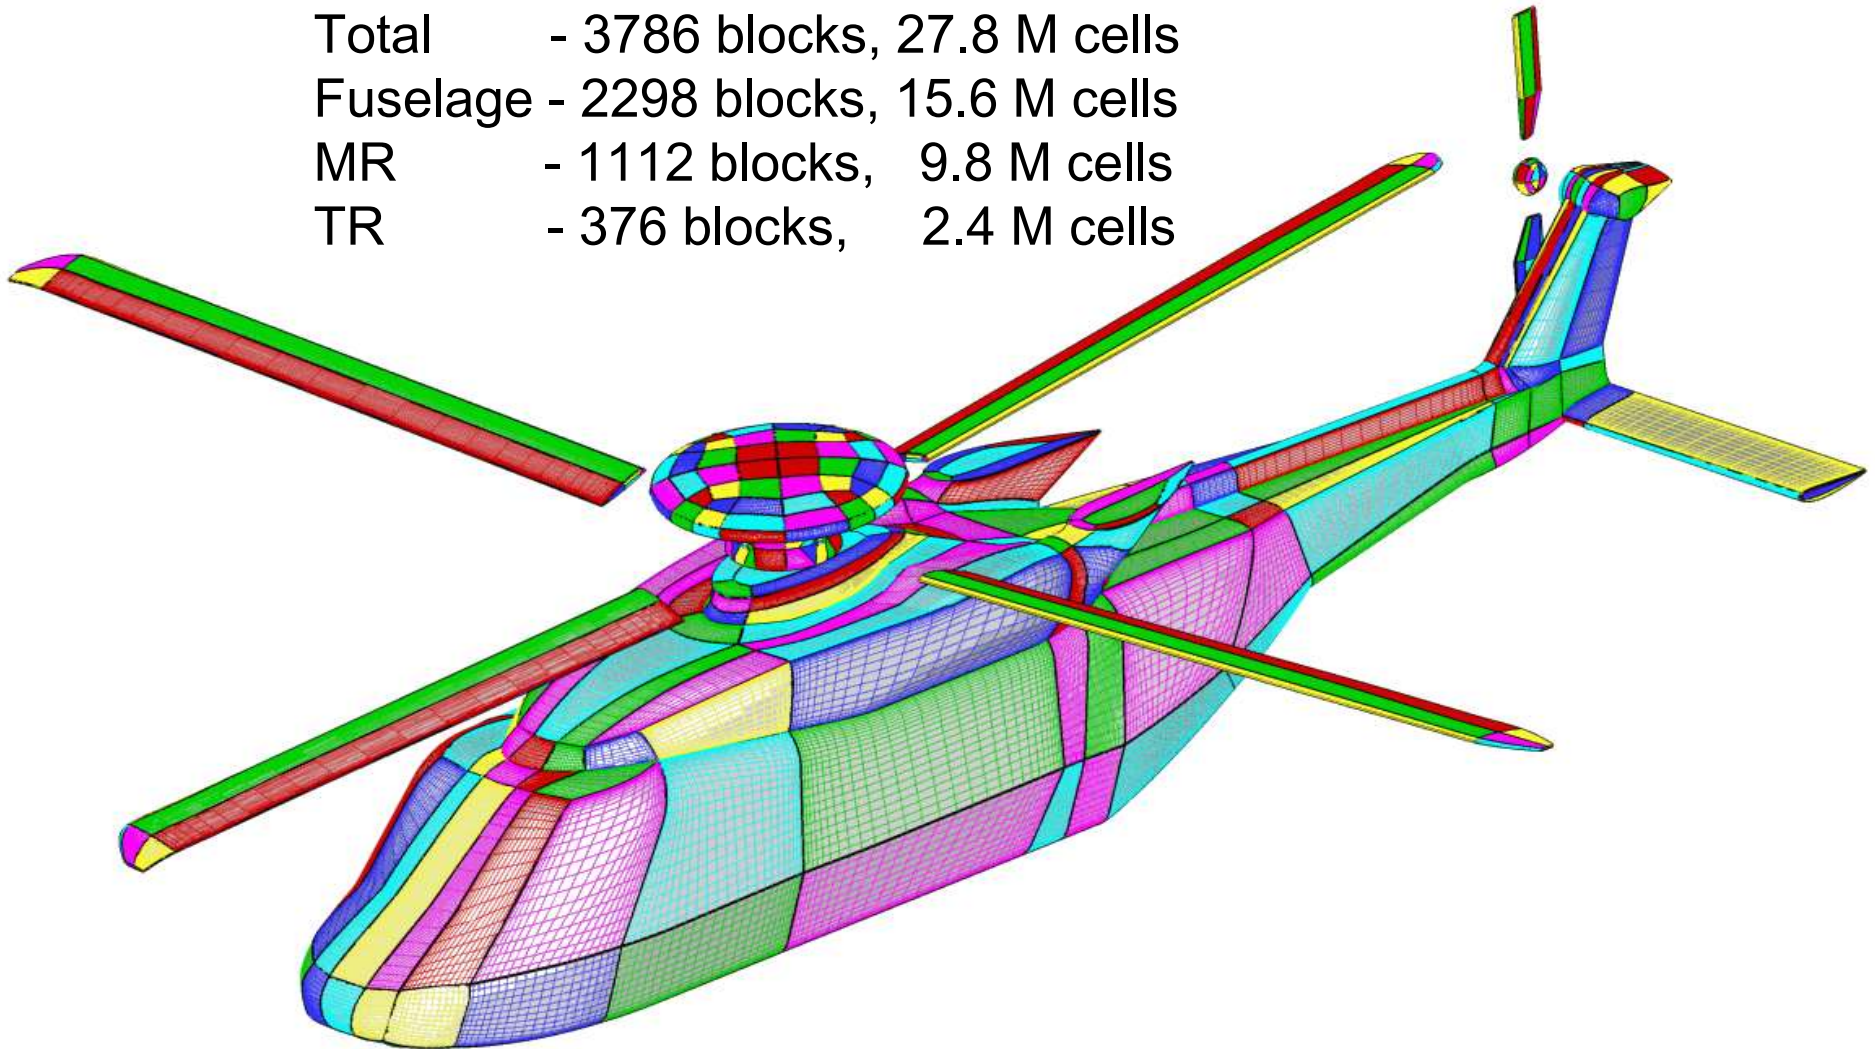 Total - 3786 blocks, 27.8 M cells
Fuselage - 2298 blocks, 15.6 M cells
MR - 1112 blocks, 9.8 M cells
TR - 376 blocks, 2.4 M cells